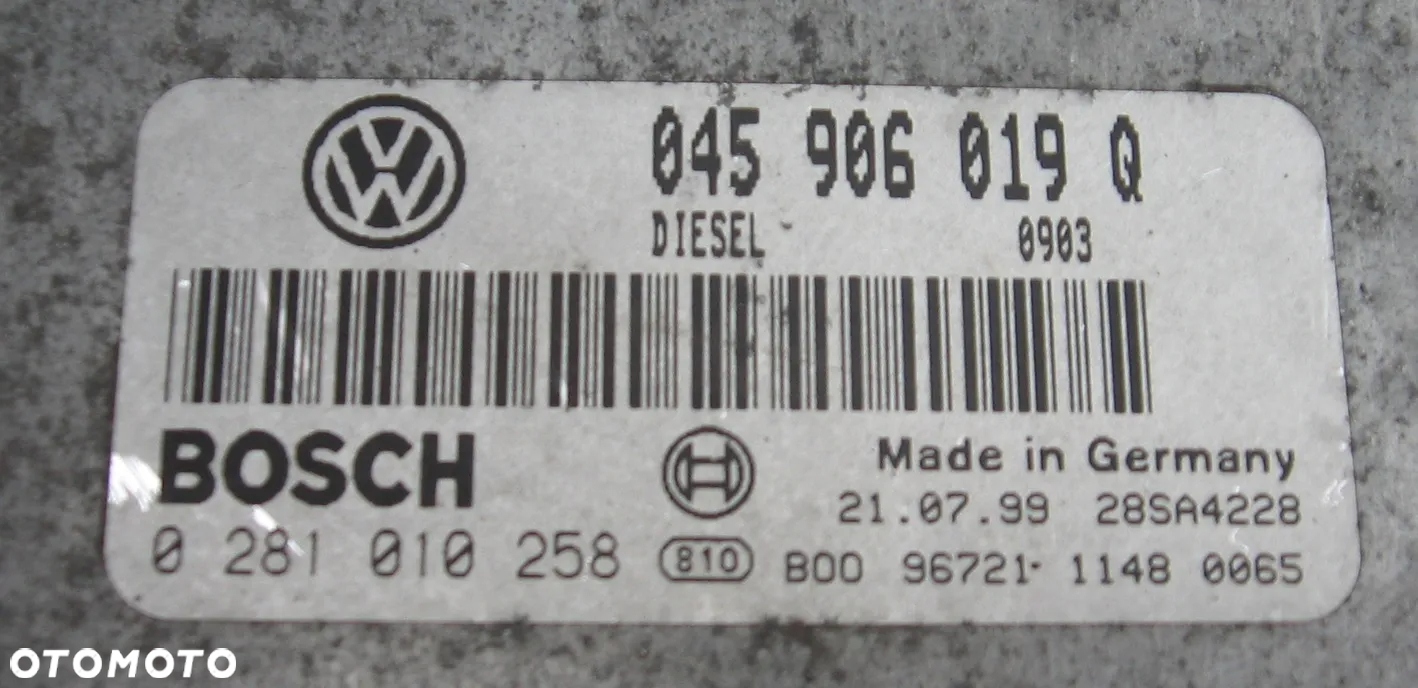 045 906 019 Q
DIESEL 0903
BOSCH
Made in Germany
21.07.99 28SA4228
0 281 010 258 810 B00 96721- 1148 0065
OTOMOTO